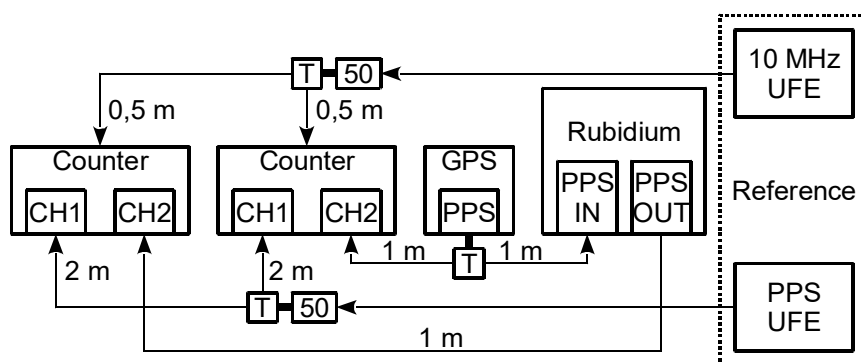 T 50
10 MHz
UFE
0,5 m
0,5 m
Counter
CH1 CH2
Counter
CH1 CH2
GPS
PPS
Rubidium
PPS
IN
PPS
OUT
Reference
1 m
T
1 m
2 m
2 m
T 50
PPS
UFE
1 m